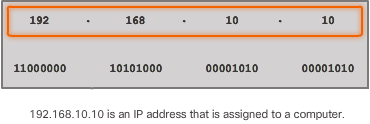 192 . 168 . 10 . 10
11000000 10101000 00001010 00001010
192.168.10.10 is an IP address that is assigned to a computer.